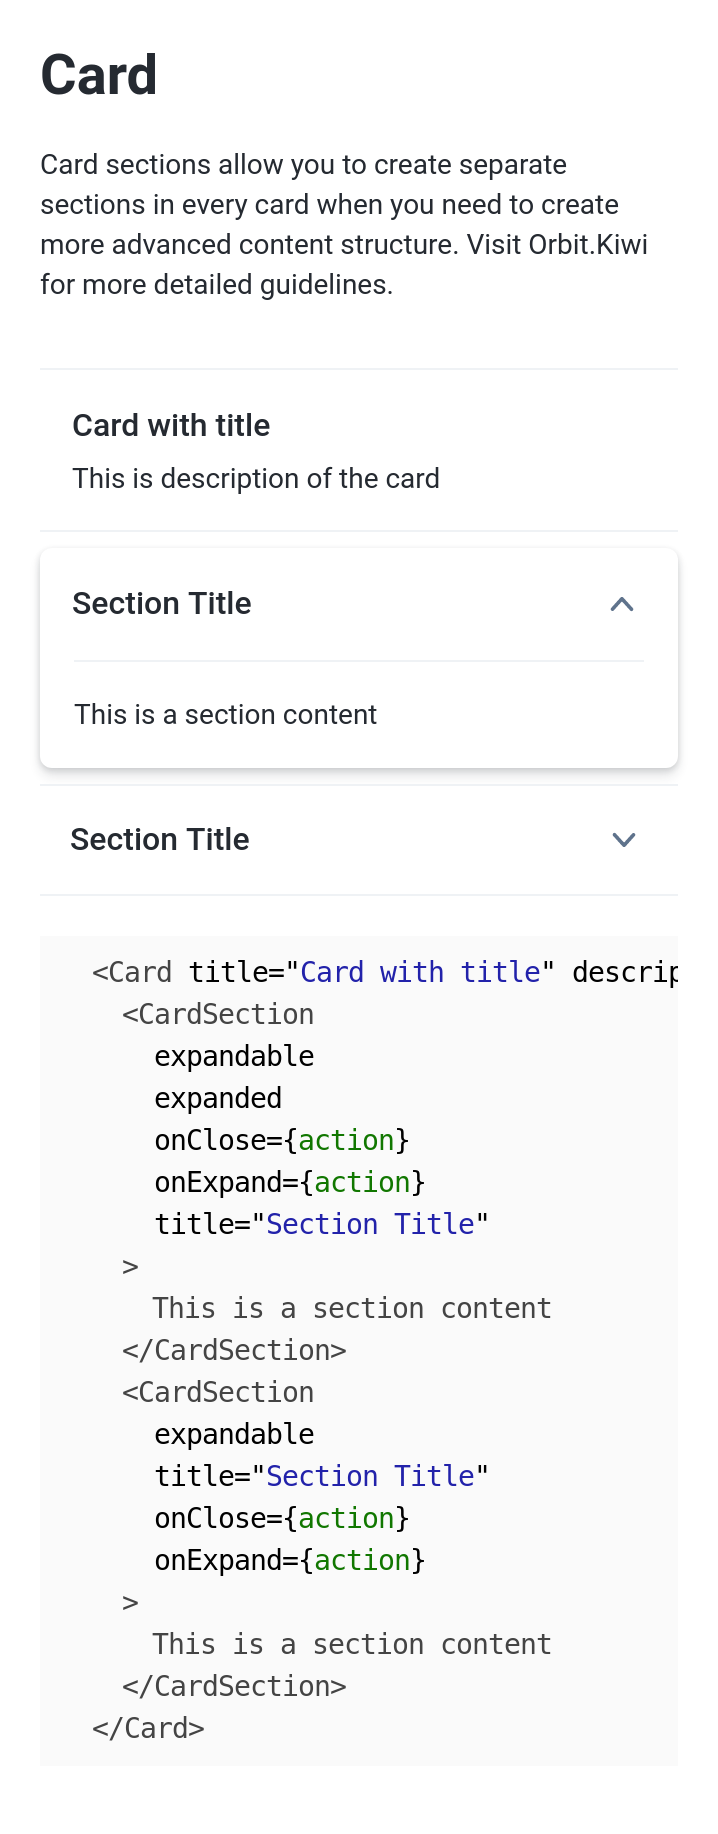 Card
Card sections allow you to create separate
sections in every card when you need to create
more advanced content structure. Visit Orbit.Kiwi
for more detailed guidelines.
Card with title
This is description of the card
Section Title
This is a section content
Section Title
<Card title="Card with title" descrip
<CardSection
expandable
expanded
onClose={action}
onExpand={action}
title="Section Title"
>
This is a section content
</CardSection>
<CardSection
expandable
title="Section Title"
onClose={action}
onExpand={action}
>
This is a section content
</CardSection>
</Card>